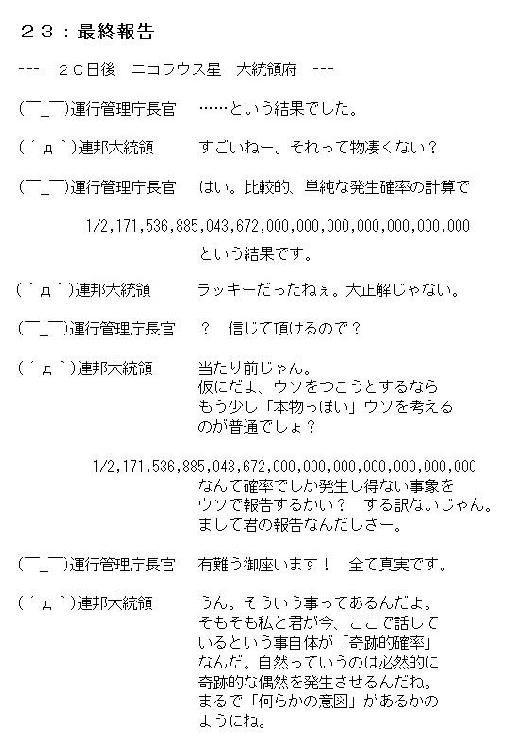 ２３：最終報告
---　２０日後　ニコラウス星　大統領府　---
(￣_￣)運行管理庁長官　……という結果でした。
(´д｀)連邦大統領　すごいねー、それって物凄くない？
(￣_￣)運行管理庁長官　はい。比較的、単純な発生確率の計算で
1/2,171,536,885,043,672,000,000,000,000,000,000,000
という結果です。
(´д｀)連邦大統領　ラッキーだったねぇ。大正解じゃない。
(￣_￣)運行管理庁長官　？　信じて頂けるので？
(´д｀)連邦大統領　当たり前じゃん。
仮にだよ、ウソをつこうとするなら
もう少し「本物っぽい」ウソを考える
のが普通でしょ？
1/2,171,536,885,043,672,000,000,000,000,000,000,000
なんて確率でしか発生し得ない事象を
ウソで報告するかい？　する訳ないじゃん。
まして君の報告なんだしさー。
(￣_￣)運行管理庁長官　有難う御座います！　全て真実です。
(´д｀)連邦大統領　うん。そういう事ってあるんだよ。
そもそも私と君が今、ここで話して
いるという事自体が「奇跡的確率」
なんだ。自然っていうのは必然的に
奇跡的な偶然を発生させるんだね。
まるで「何らかの意図」があるかの
ようにね。